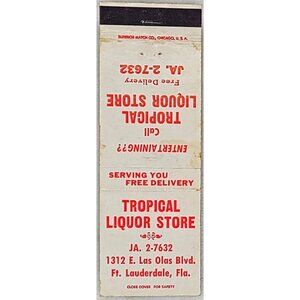 SUPERIOR MATCH CO., CHICAGO, U.S.A.
JA. 2-7632
Free Delivery
LIQUOR STORE
TROPICAL
Call
ENTERTAINING??
SERVING YOU
FREE DELIVERY
TROPICAL
LIQUOR STORE
JA. 2-7632
1312 E. Las Olas Blvd.
Ft. Lauderdale, Fla.
CLOSE COVER FOR SAFETY